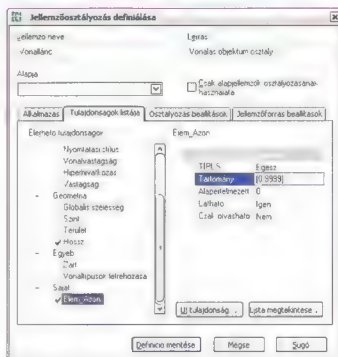 Jellemzőosztályozás definiálása
Jellemző neve
Leírás
Vonallánc
Vonalas objektum osztály
Alapja
Csak alapjellemzők osztályozásának használata
Alkalmazás
Tulajdonságok listája
Osztályozás beállítások
Jellemzőforrás beállítások
Elérhető tulajdonságok
Elem_Azon
Nyomtatási stílus
Vonalvastagság
Hiperhivatkozás
Vastagság
- Geometria
Globális szélesség
Szint
Terület
Hossz
- Egyéb
Zárt
Vonaltípusok létrehozása
- Saját
Elem_Azon
TÍPUS Egész
Tartomány [0 9999]
Alapértelmezett 0
Látható Igen
Csak olvasható Nem
Új tulajdonság
Lista megtekintése
Definíció mentése
Mégse
Súgó